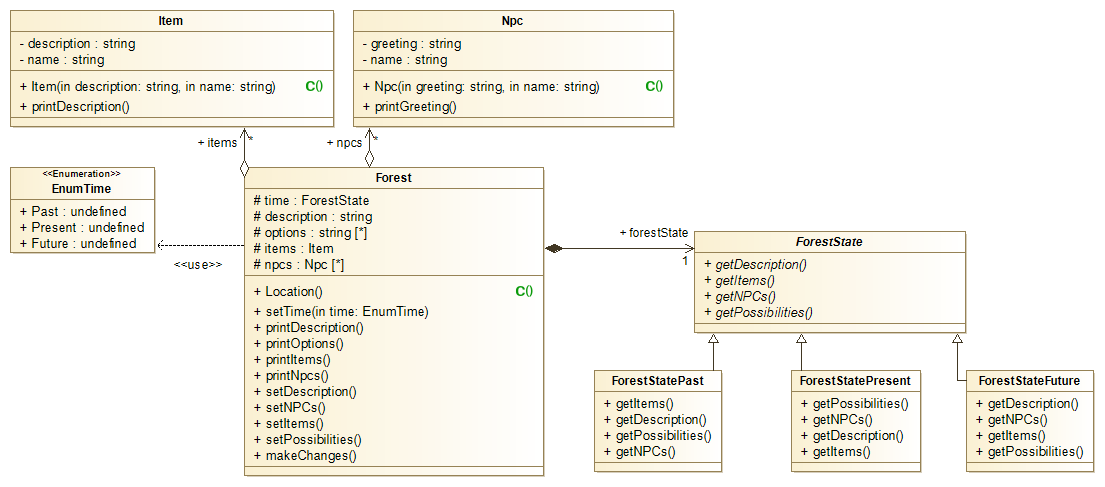 Item
- description : string
- name : string
+ Item(in description: string, in name: string) C()
+ printDescription()
Npc
- greeting : string
- name : string
+ Npc(in greeting: string, in name: string) C()
+ printGreeting()
+ items *
+ npcs *
<<Enumeration>>
EnumTime
+ Past : undefined
+ Present : undefined
+ Future : undefined
<<use>>
Forest
# time : ForestState
# description : string
# options : string [*]
# items : Item
# npcs : Npc [*]
+ Location() C()
+ setTime(in time: EnumTime)
+ printDescription()
+ printOptions()
+ printItems()
+ printNpcs()
+ setDescription()
+ setNPCs()
+ setItems()
+ setPossibilities()
+ makeChanges()
+ forestState
1
ForestState
+ getDescription()
+ getItems()
+ getNPCs()
+ getPossibilities()
ForestStatePast
+ getItems()
+ getDescription()
+ getPossibilities()
+ getNPCs()
ForestStatePresent
+ getPossibilities()
+ getNPCs()
+ getDescription()
+ getItems()
ForestStateFuture
+ getDescription()
+ getNPCs()
+ getItems()
+ getPossibilities()